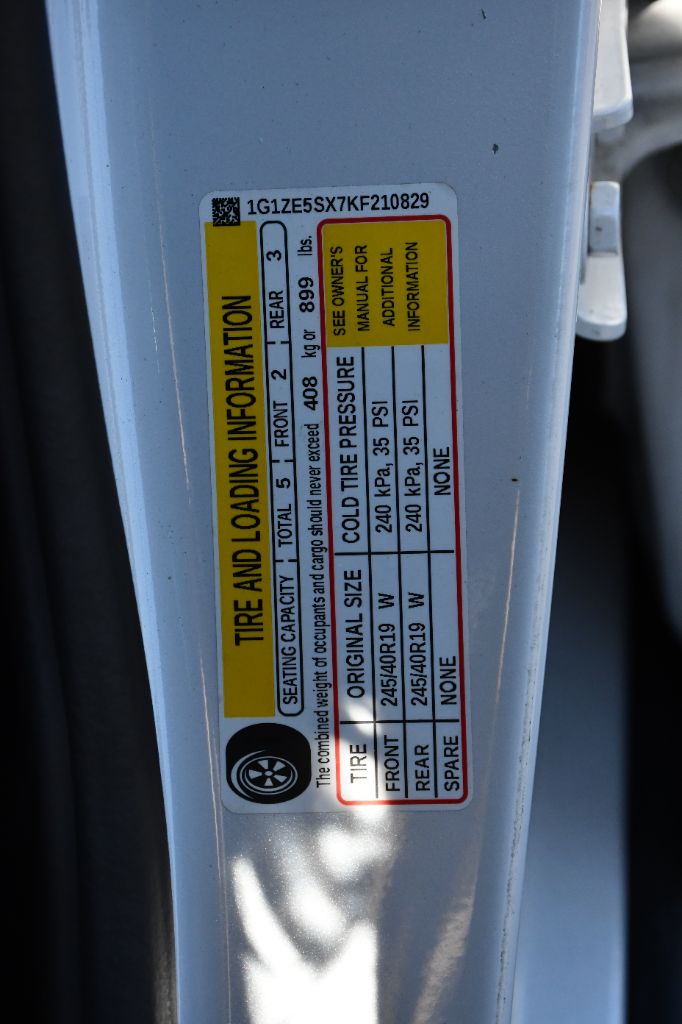 1G1ZE5SX7KF210829
TIRE AND LOADING INFORMATION
SEATING CAPACITY TOTAL 5 FRONT 2 REAR 3
The combined weight of occupants and cargo should never exceed 408 kg or 899 lbs.
TIRE ORIGINAL SIZE COLD TIRE PRESSURE
FRONT 245/40R19 W 240 kPa, 35 PSI
REAR 245/40R19 W 240 kPa, 35 PSI
SPARE NONE NONE
SEE OWNER'S
MANUAL FOR
ADDITIONAL
INFORMATION